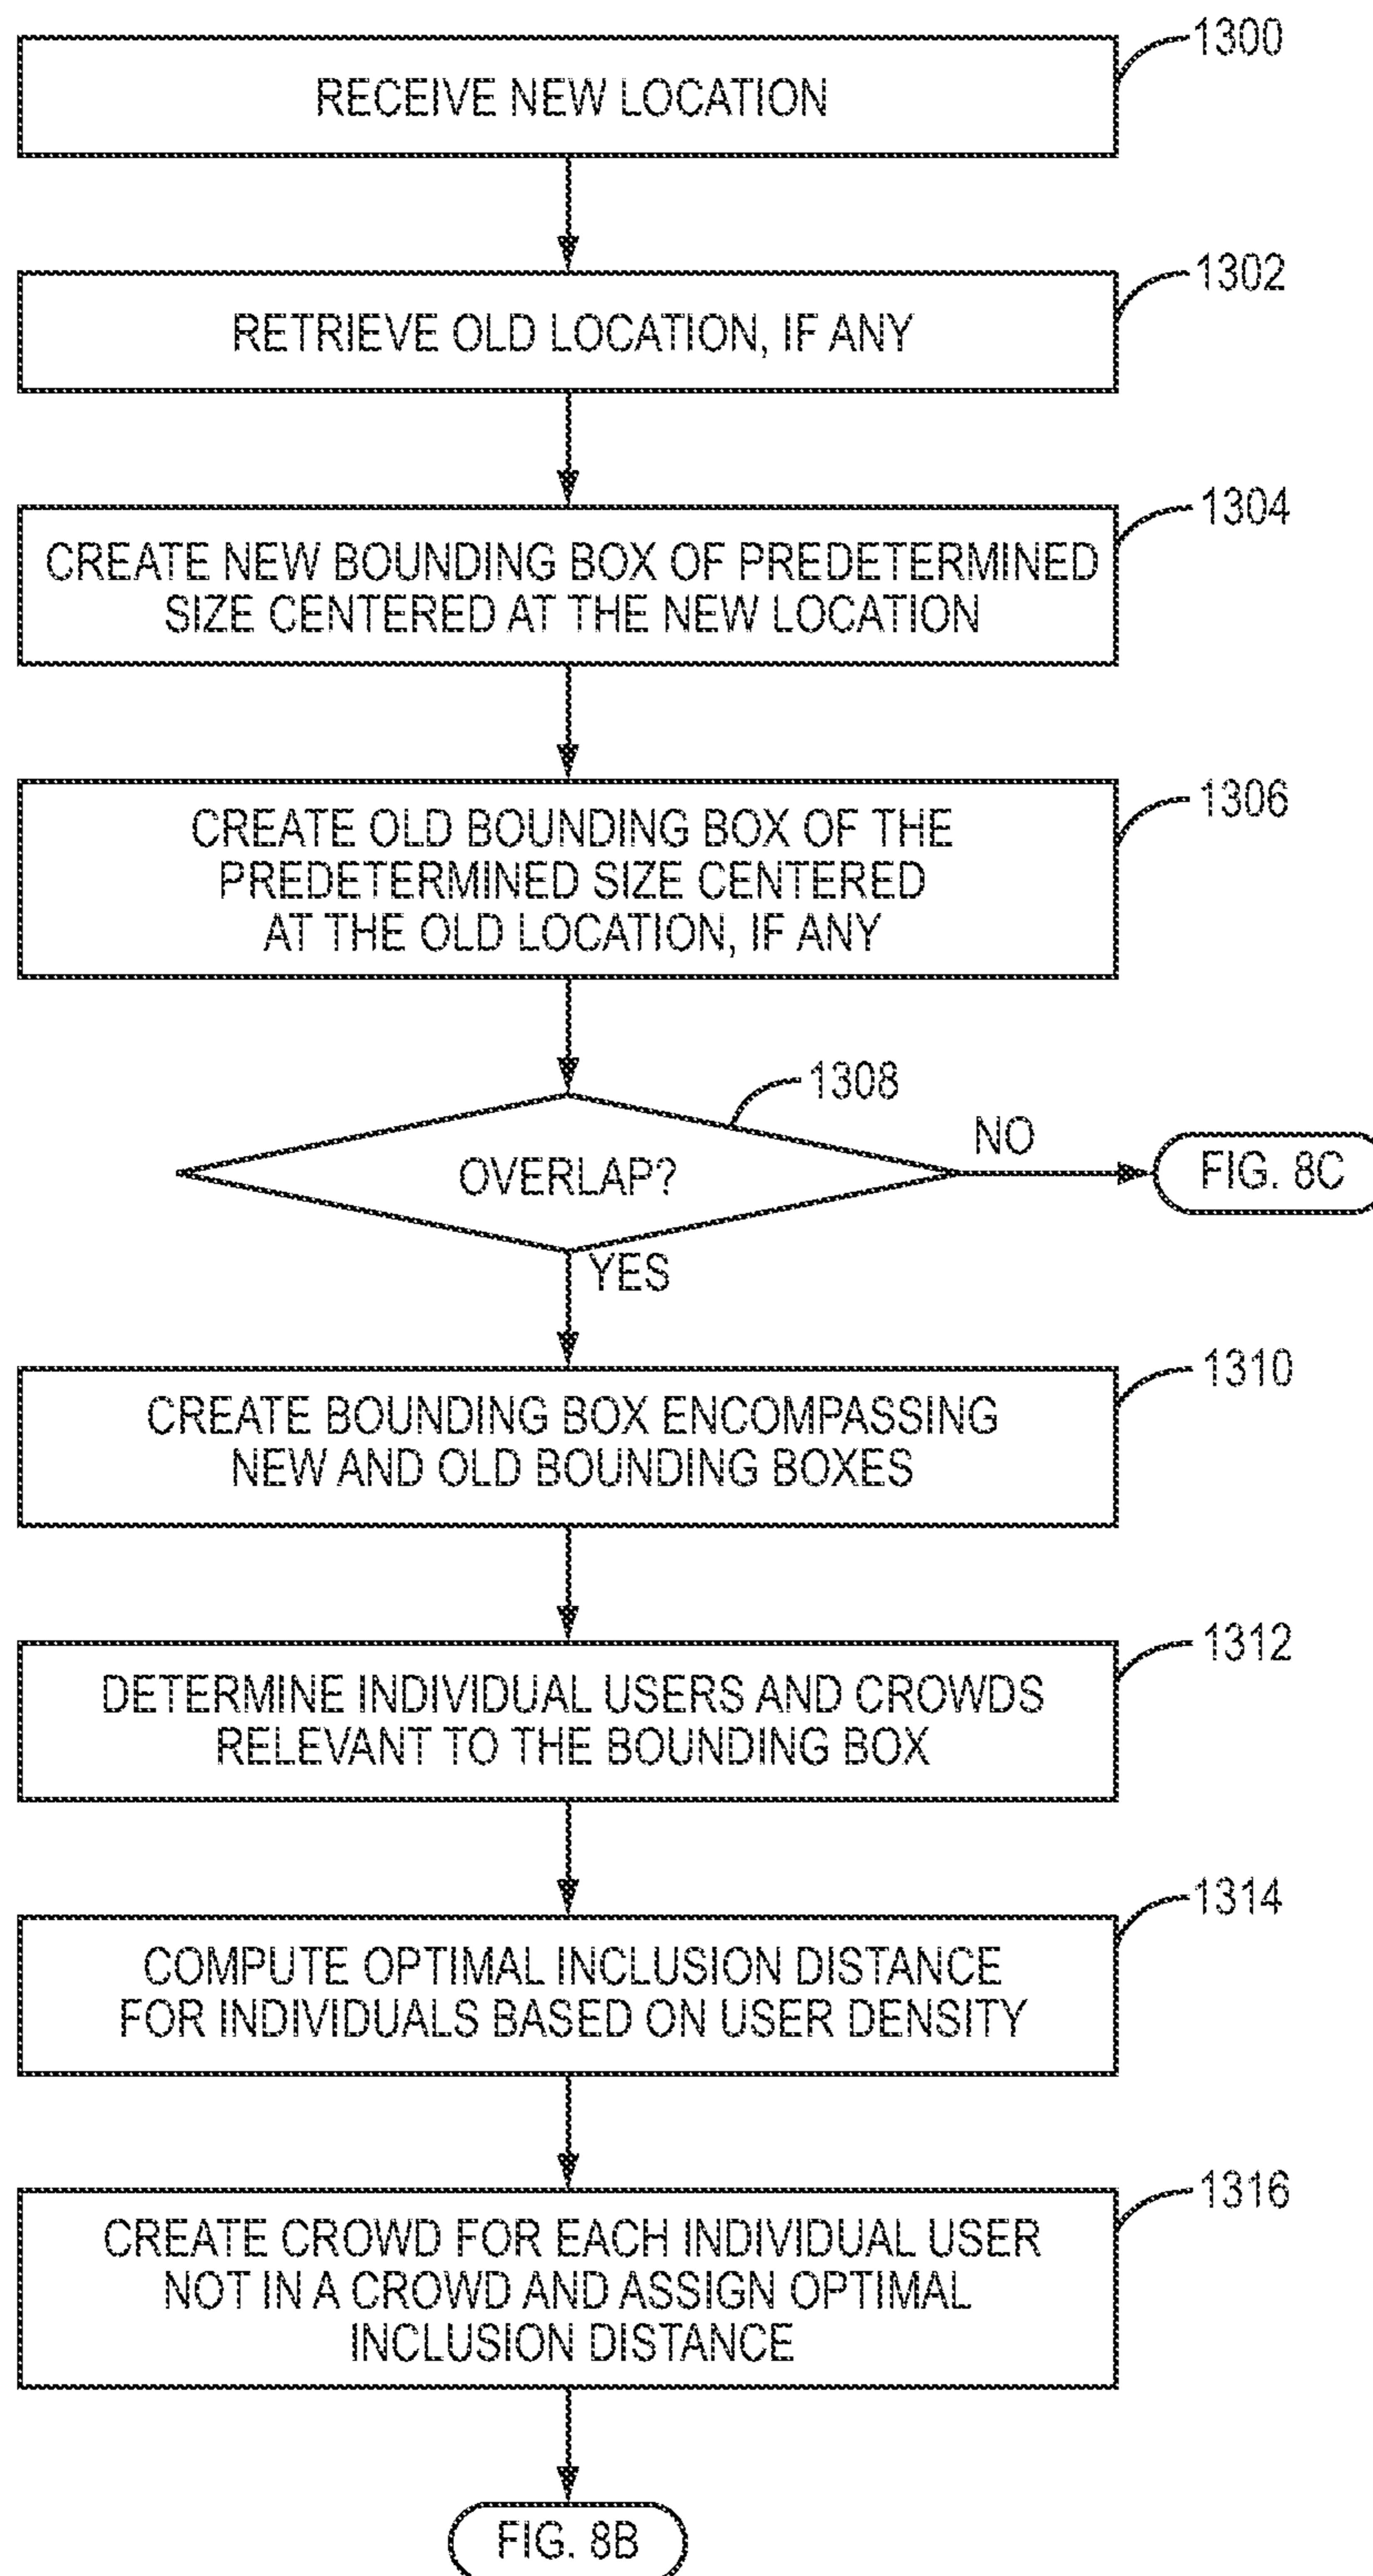 1300
RECEIVE NEW LOCATION
1302
RETRIEVE OLD LOCATION, IF ANY
1304
CREATE NEW BOUNDING BOX OF PREDETERMINED
SIZE CENTERED AT THE NEW LOCATION
1306
CREATE OLD BOUNDING BOX OF THE
PREDETERMINED SIZE CENTERED
AT THE OLD LOCATION, IF ANY
1308
OVERLAP?
NO
FIG. 8C
YES
1310
CREATE BOUNDING BOX ENCOMPASSING
NEW AND OLD BOUNDING BOXES
1312
DETERMINE INDIVIDUAL USERS AND CROWDS
RELEVANT TO THE BOUNDING BOX
1314
COMPUTE OPTIMAL INCLUSION DISTANCE
FOR INDIVIDUALS BASED ON USER DENSITY
1316
CREATE CROWD FOR EACH INDIVIDUAL USER
NOT IN A CROWD AND ASSIGN OPTIMAL
INCLUSION DISTANCE
FIG. 8B